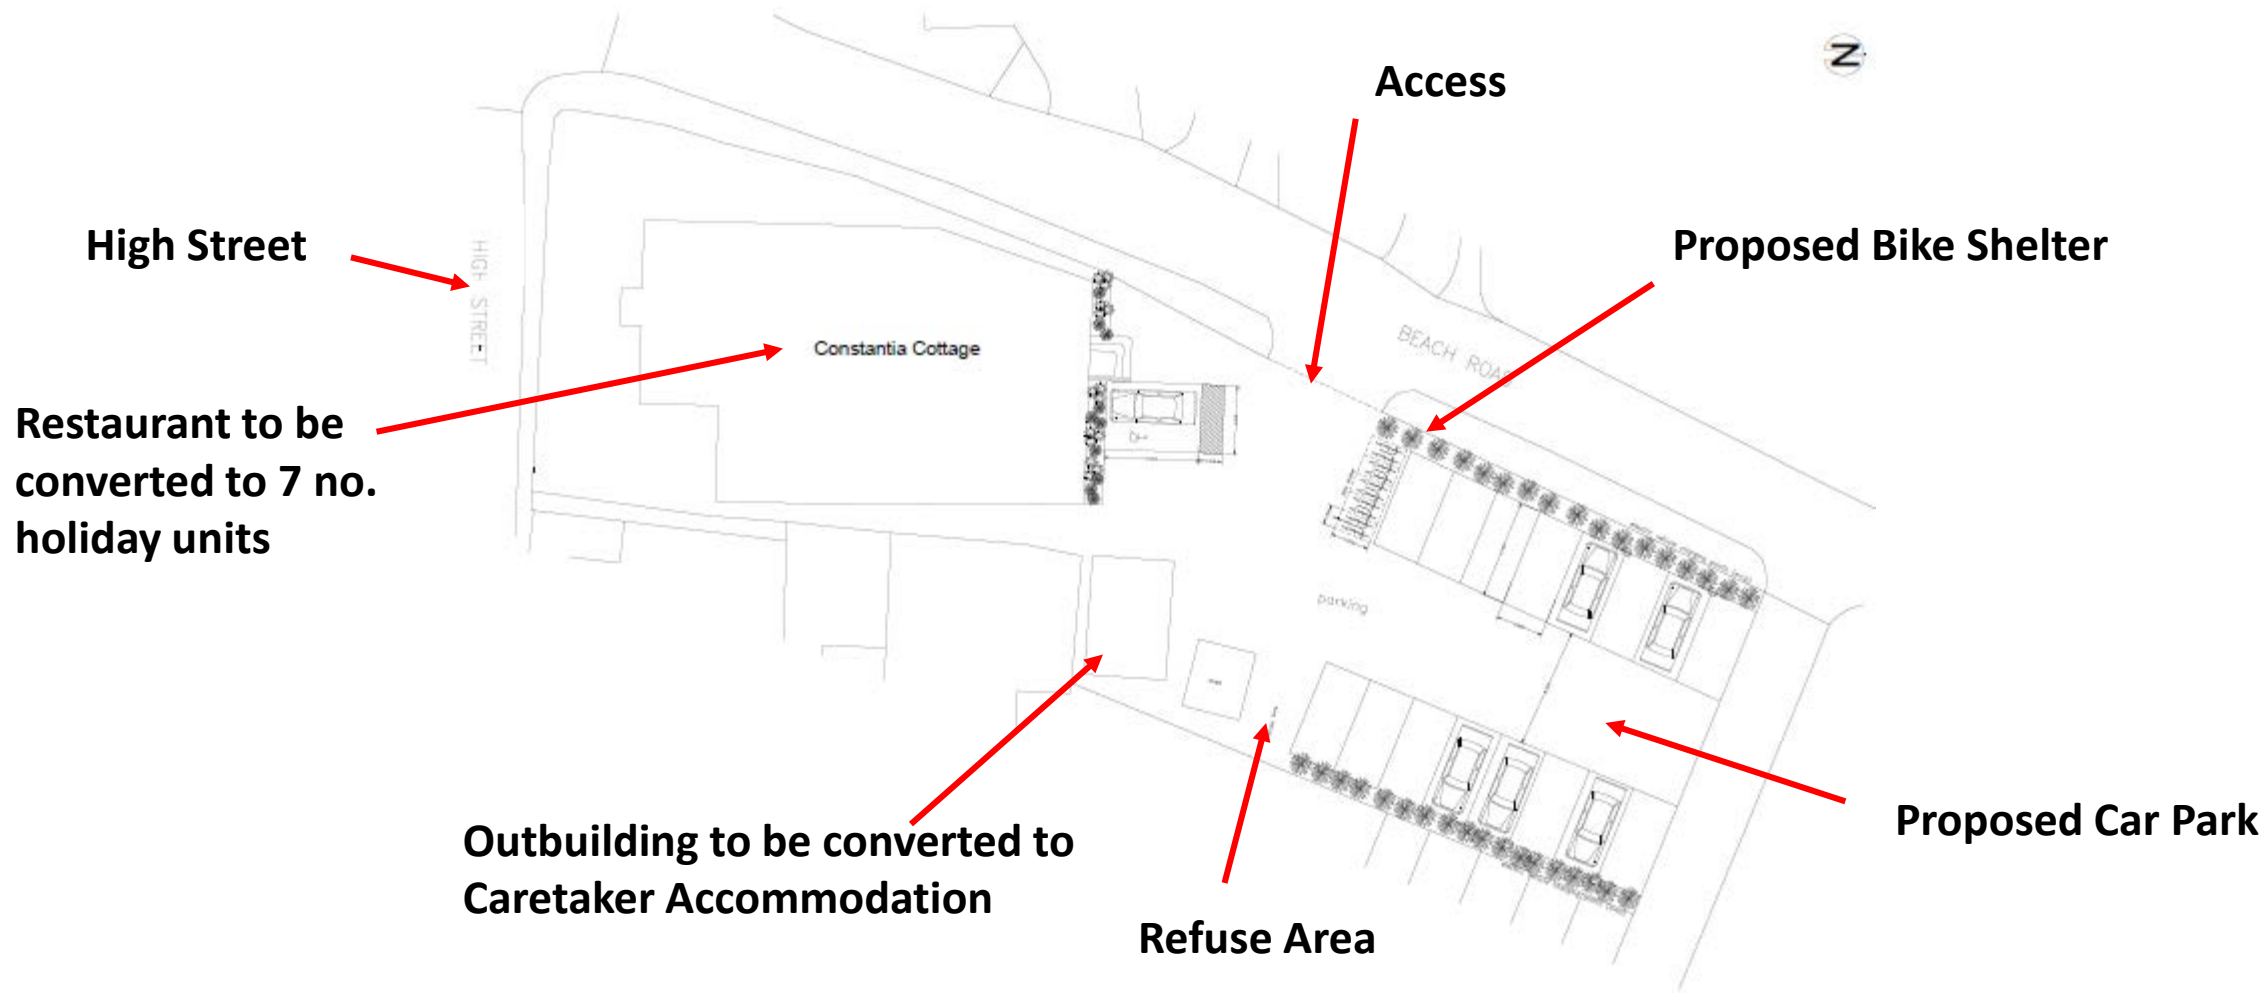 N
Access
High Street
Proposed Bike Shelter
HIGH STREET
BEACH ROAD
Constantia Cottage
Restaurant to be
converted to 7 no.
holiday units
parking
Outbuilding to be converted to
Caretaker Accommodation
Proposed Car Park
Refuse Area